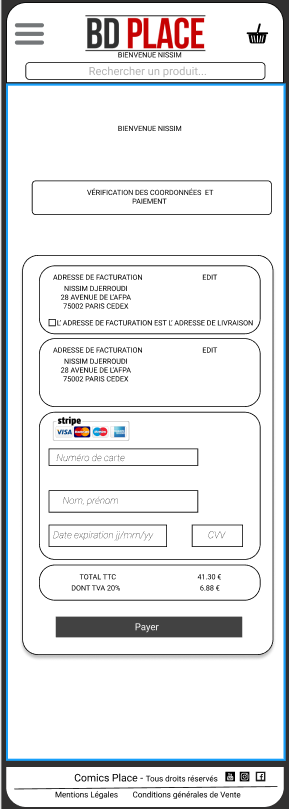 BD PLACE
BIENVENUE NISSIM
Rechercher un produit...
BIENVENUE NISSIM
VÉRIFICATION DES COORDONNÉES ET
PAIEMENT
ADRESSE DE FACTURATION EDIT
NISSIM DJERROUDI
28 AVENUE DE L'AFPA
75002 PARIS CEDEX
L' ADRESSE DE FACTURATION EST L' ADRESSE DE LIVRAISON
ADRESSE DE FACTURATION EDIT
NISSIM DJERROUDI
28 AVENUE DE L'AFPA
75002 PARIS CEDEX
stripe
VISA
Numéro de carte
Nom, prénom
Date expiration jj/mm/yy CVV
TOTAL TTC 41.30 €
DONT TVA 20% 6.88 €
Payer
Comics Place - Tous droits réservés
Mentions Légales Conditions générales de Vente